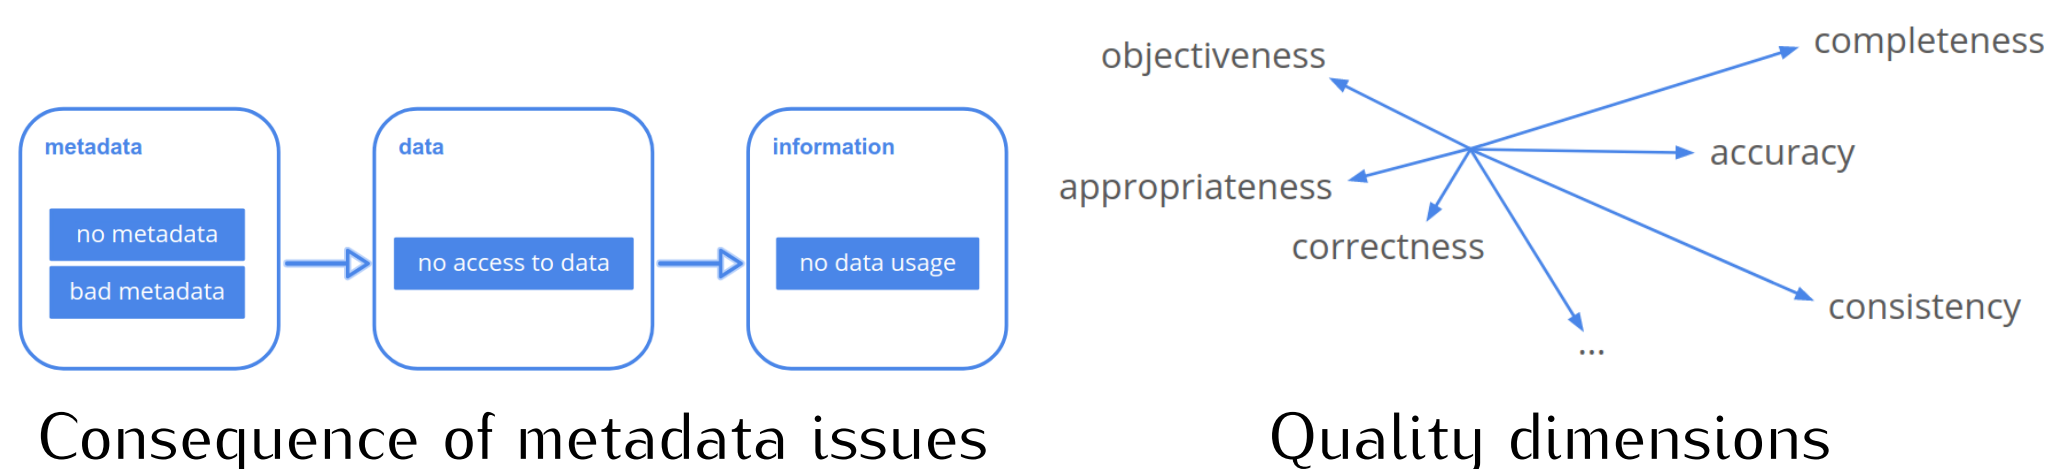 metadata
no metadata
bad metadata
data
no access to data
information
no data usage
Consequence of metadata issues
objectiveness
completeness
accuracy
appropriateness
correctness
consistency
...
Quality dimensions